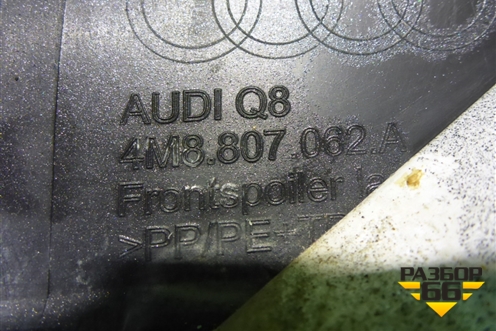 AUDI Q8
4M8.807.062.A
Frontspoiler
>PP/PE+
РАЗБОР
66